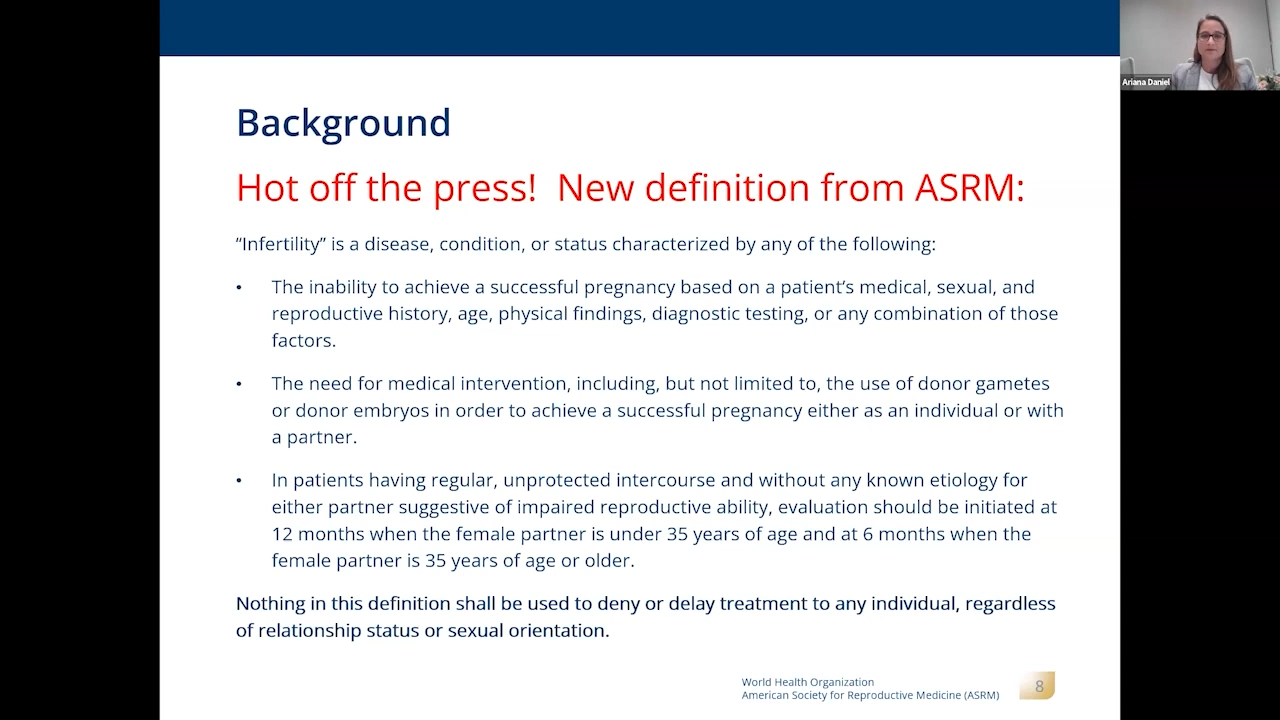 Ariana Daniel
Background
Hot off the press!  New definition from ASRM:
“Infertility” is a disease, condition, or status characterized by any of the following:
• The inability to achieve a successful pregnancy based on a patient’s medical, sexual, and
reproductive history, age, physical findings, diagnostic testing, or any combination of those
factors.
• The need for medical intervention, including, but not limited to, the use of donor gametes
or donor embryos in order to achieve a successful pregnancy either as an individual or with
a partner.
• In patients having regular, unprotected intercourse and without any known etiology for
either partner suggestive of impaired reproductive ability, evaluation should be initiated at
12 months when the female partner is under 35 years of age and at 6 months when the
female partner is 35 years of age or older.
Nothing in this definition shall be used to deny or delay treatment to any individual, regardless
of relationship status or sexual orientation.
World Health Organization
American Society for Reproductive Medicine (ASRM)
8